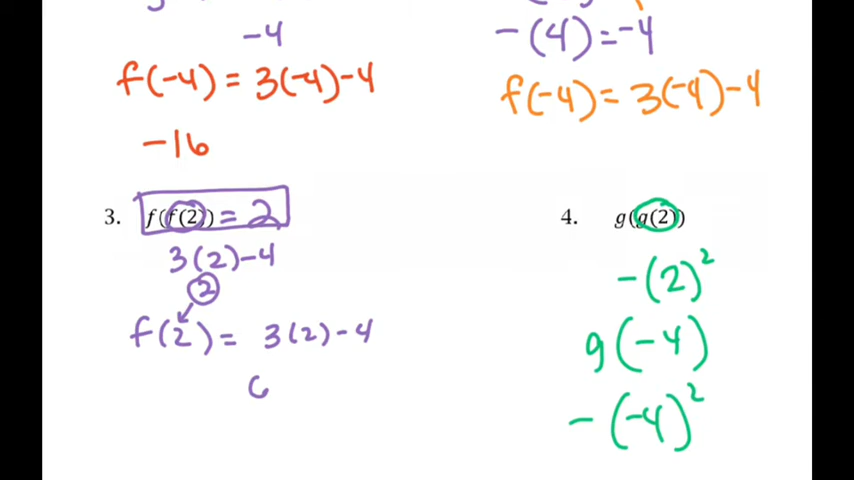 -4
f(-4) = 3(-4)-4
-16
-(4)=-4
f(-4)= 3(-4)-4
3. f(f(2)) = 2
3(2)-4
2
f(2)= 3(2)-4
4. g(g(2))
-(2)²
g(-4)
-(-4)²